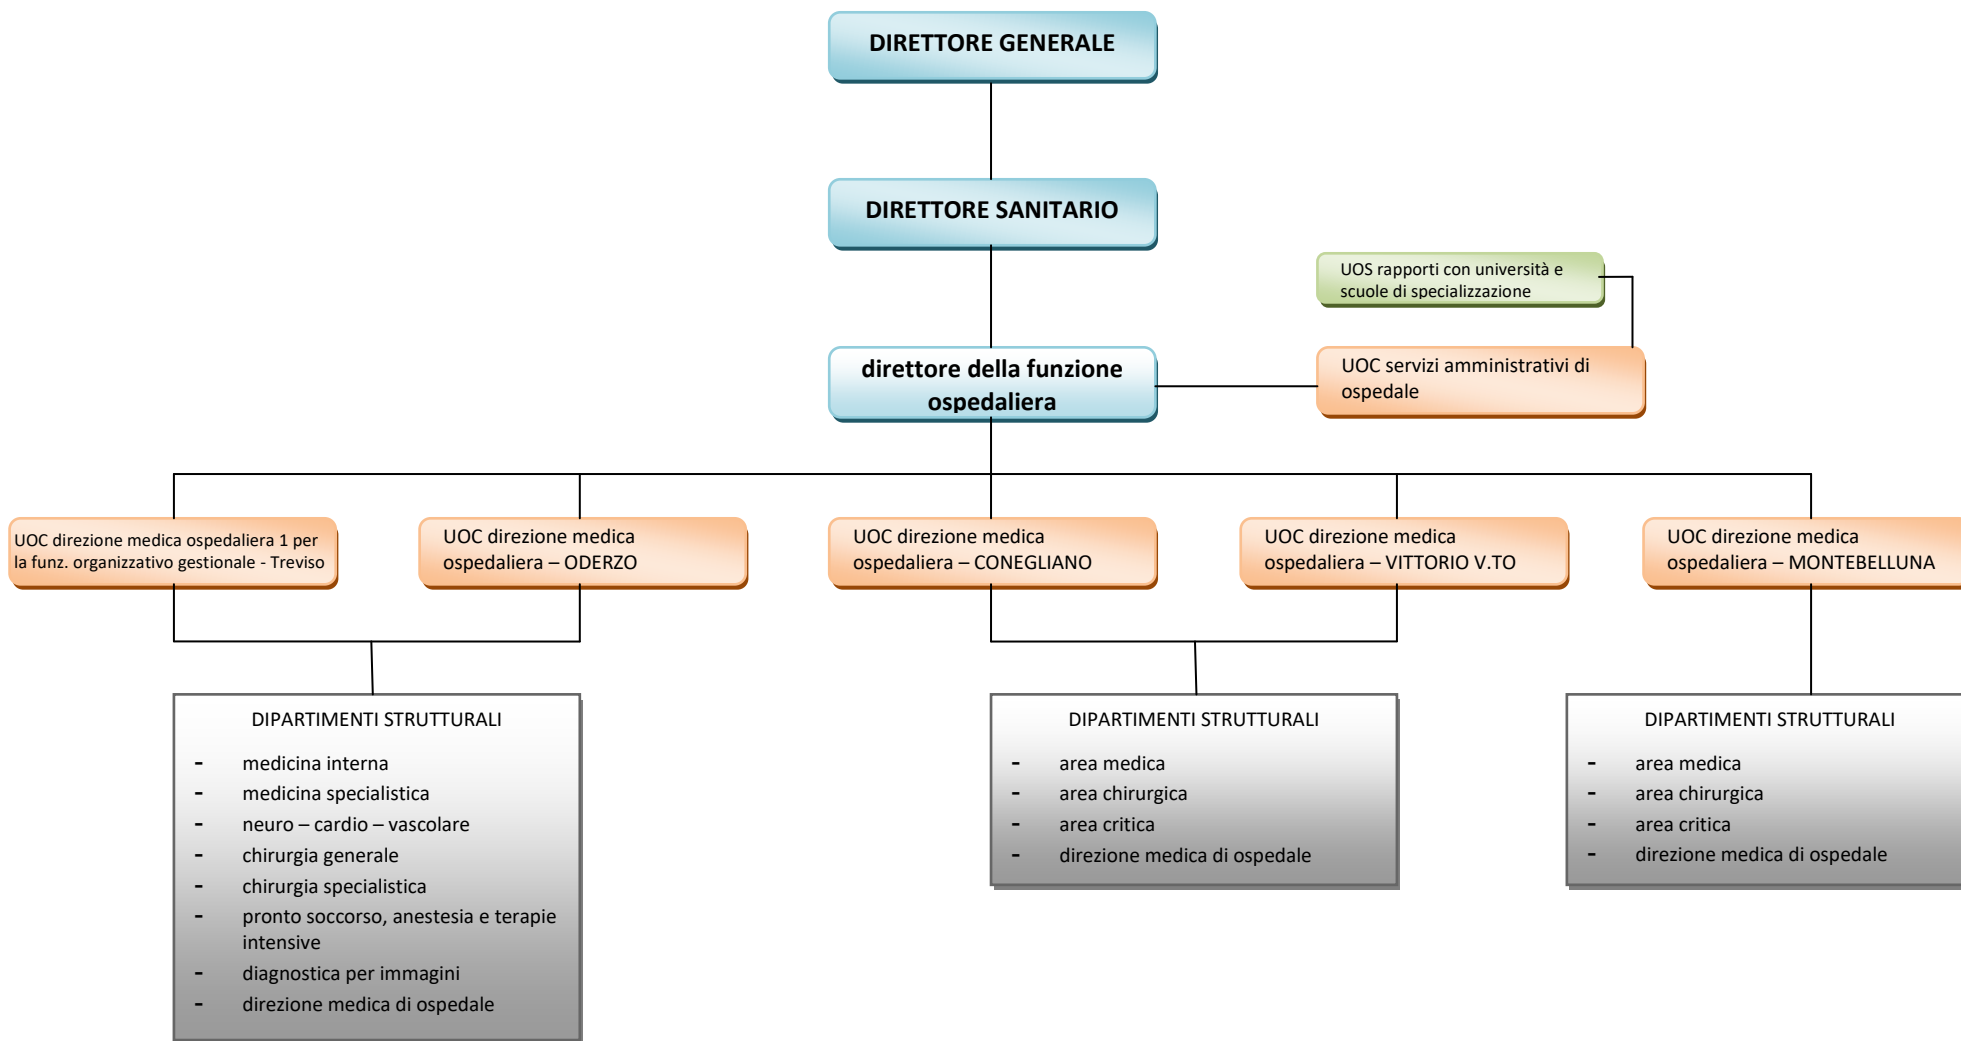 DIRETTORE GENERALE
DIRETTORE SANITARIO
UOS rapporti con università e
scuole di specializzazione
direttore della funzione
ospedaliera
UOC servizi amministrativi di
ospedale
UOC direzione medica ospedaliera 1 per
la funz. organizzativo gestionale - Treviso
UOC direzione medica
ospedaliera – ODERZO
UOC direzione medica
ospedaliera – CONEGLIANO
UOC direzione medica
ospedaliera – VITTORIO V.TO
UOC direzione medica
ospedaliera – MONTEBELLUNA
DIPARTIMENTI STRUTTURALI
- medicina interna
- medicina specialistica
- neuro – cardio – vascolare
- chirurgia generale
- chirurgia specialistica
- pronto soccorso, anestesia e terapie
intensive
- diagnostica per immagini
- direzione medica di ospedale
DIPARTIMENTI STRUTTURALI
- area medica
- area chirurgica
- area critica
- direzione medica di ospedale
DIPARTIMENTI STRUTTURALI
- area medica
- area chirurgica
- area critica
- direzione medica di ospedale